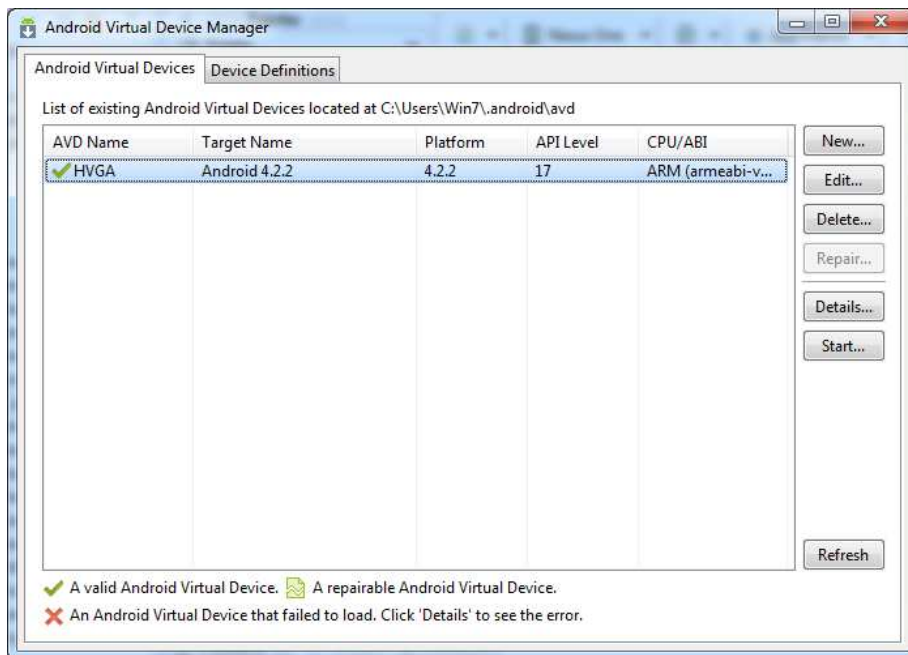 Android Virtual Device Manager
Android Virtual Devices Device Definitions
List of existing Android Virtual Devices located at C:\Users\Win7\.android\avd
AVD Name Target Name Platform API Level CPU/ABI
HVGA Android 4.2.2 4.2.2 17 ARM (armeabi-v...
New...
Edit...
Delete...
Repair...
Details...
Start...
Refresh
A valid Android Virtual Device. A repairable Android Virtual Device.
An Android Virtual Device that failed to load. Click 'Details' to see the error.